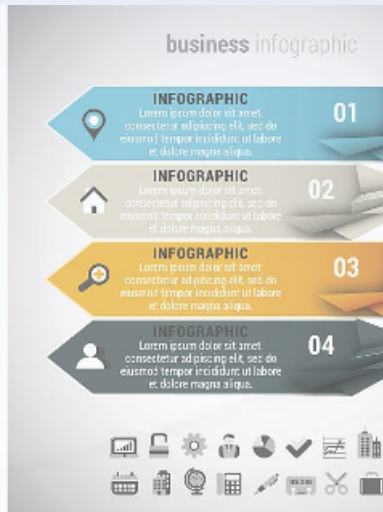 business infographic
INFOGRAPHIC
Lorem ipsum dolor sit amet,
consectetur adipiscing elit, sed do
eiusmod tempor incididunt ut labore
et dolore magna aliqua.
01
INFOGRAPHIC
Lorem ipsum dolor sit amet,
consectetur adipiscing elit, sed do
eiusmod tempor incididunt ut labore
et dolore magna aliqua.
02
INFOGRAPHIC
Lorem ipsum dolor sit amet,
consectetur adipiscing elit, sed do
eiusmod tempor incididunt ut labore
et dolore magna aliqua.
03
INFOGRAPHIC
Lorem ipsum dolor sit amet,
consectetur adipiscing elit, sed do
eiusmod tempor incididunt ut labore
et dolore magna aliqua.
04